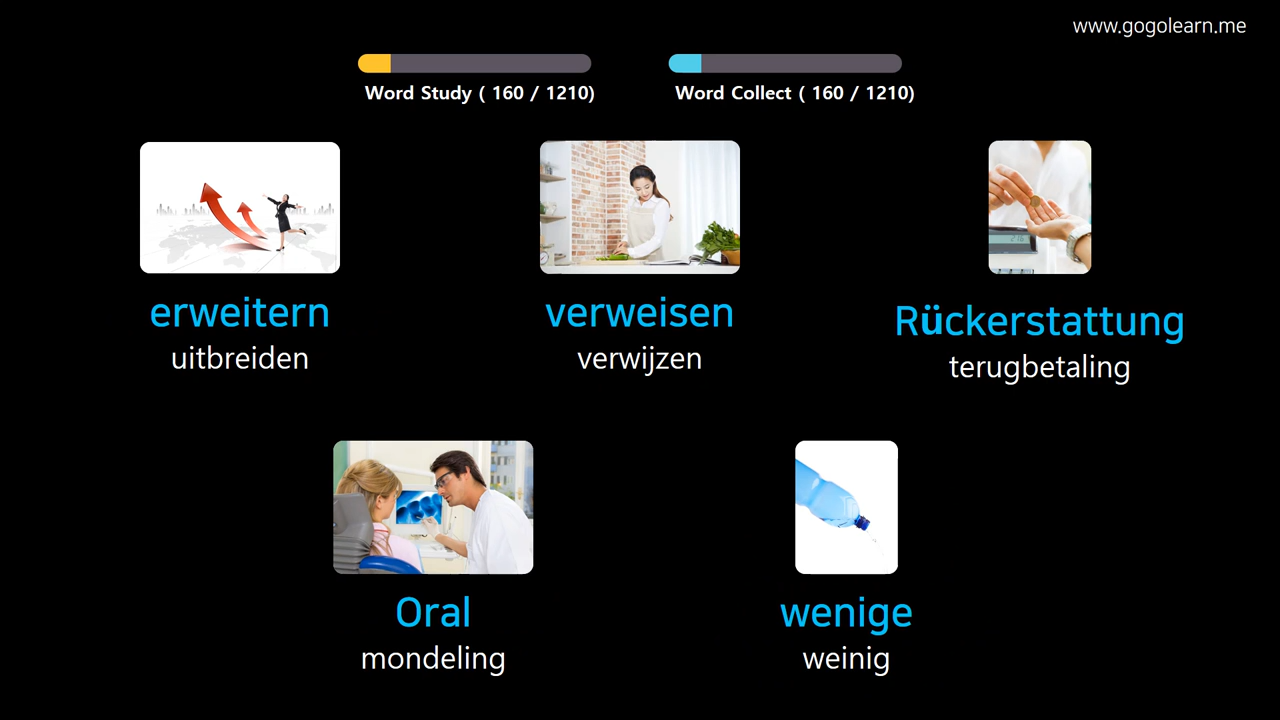 www.gogolearn.me
Word Study ( 160 / 1210)
Word Collect ( 160 / 1210)
erweitern
uitbreiden
verweisen
verwijzen
Rückerstattung
terugbetaling
Oral
mondeling
wenige
weinig